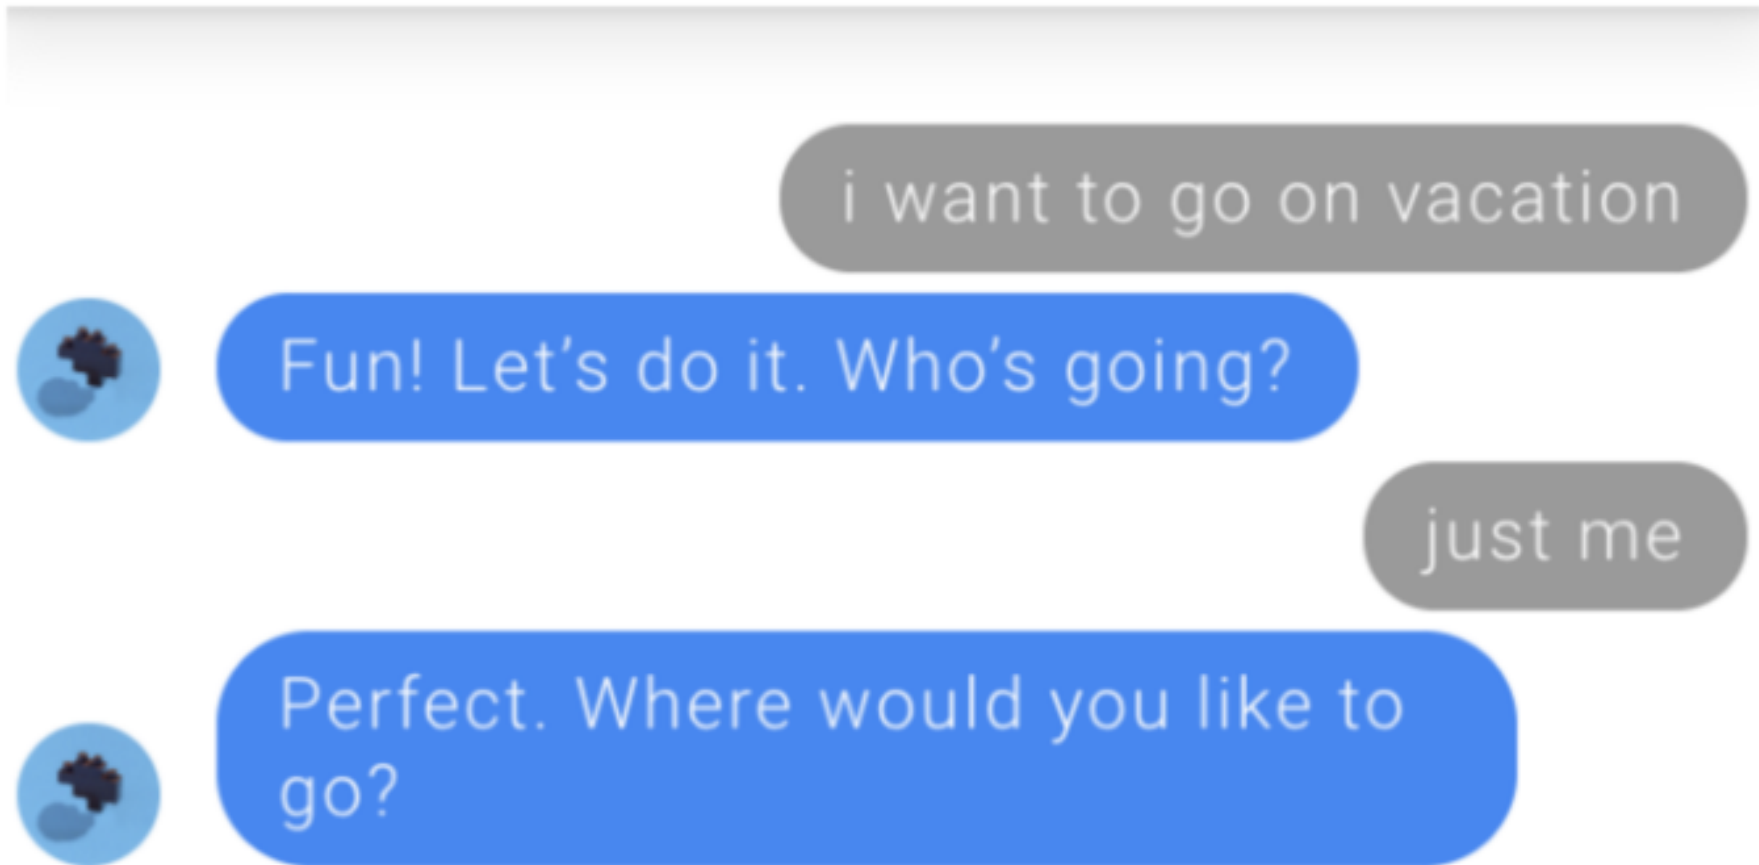 i want to go on vacation
Fun! Let’s do it. Who’s going?
just me
Perfect. Where would you like to
go?